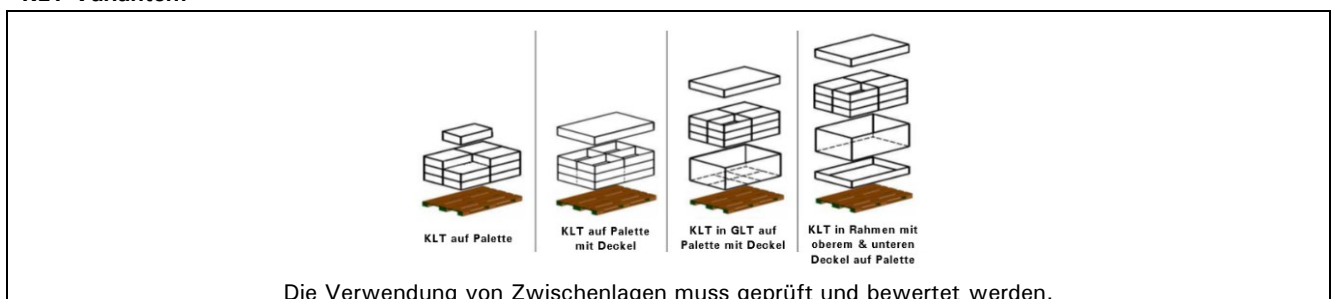 KLT auf Palette
KLT auf Palette
mit Deckel
KLT in GLT auf
Palette mit Deckel
KLT in Rahmen mit
oberem & unteren
Deckel auf Palette
Die Verwendung von Zwischenlagen muss geprüft und bewertet werden.